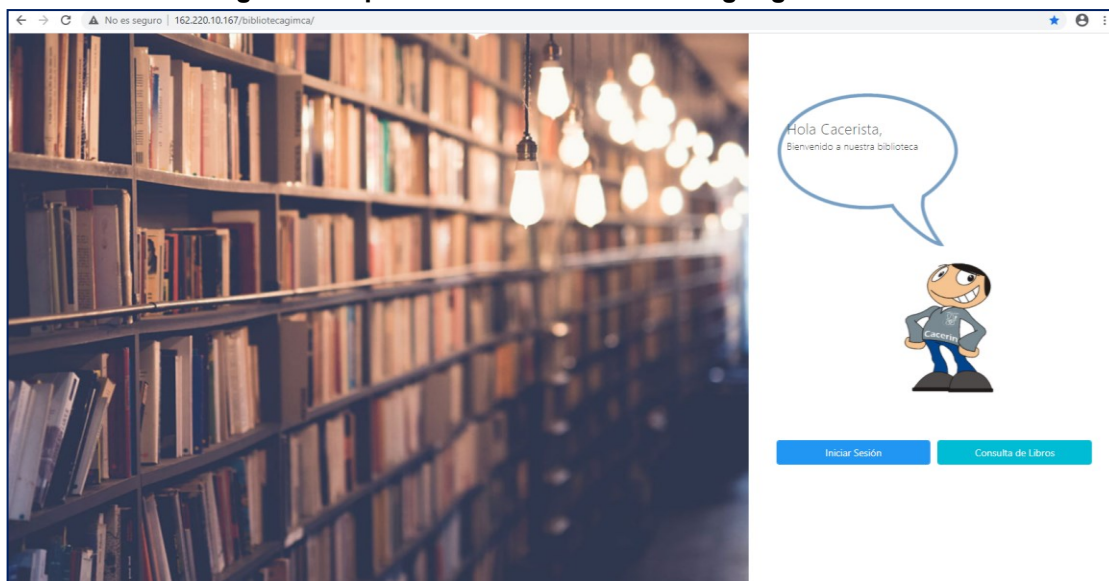 No es seguro | 162.220.10.167/bibliotecagimca/
Hola Cacerista,
Bienvenido a nuestra biblioteca
Cacerin
Iniciar Sesión
Consulta de Libros